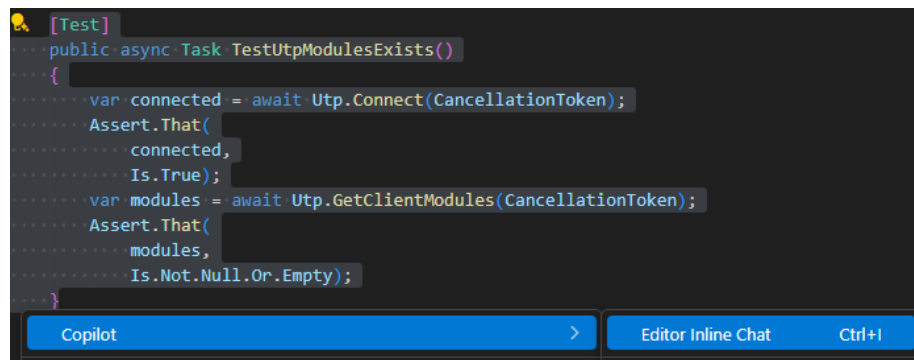 [Test]
public async Task TestUtpModulesExists()
{
var connected = await Utp.Connect(CancellationToken);
Assert.That(
connected,
Is.True);
var modules = await Utp.GetClientModules(CancellationToken);
Assert.That(
modules,
Is.Not.Null.Or.Empty);
}
Copilot > Editor Inline Chat Ctrl+I